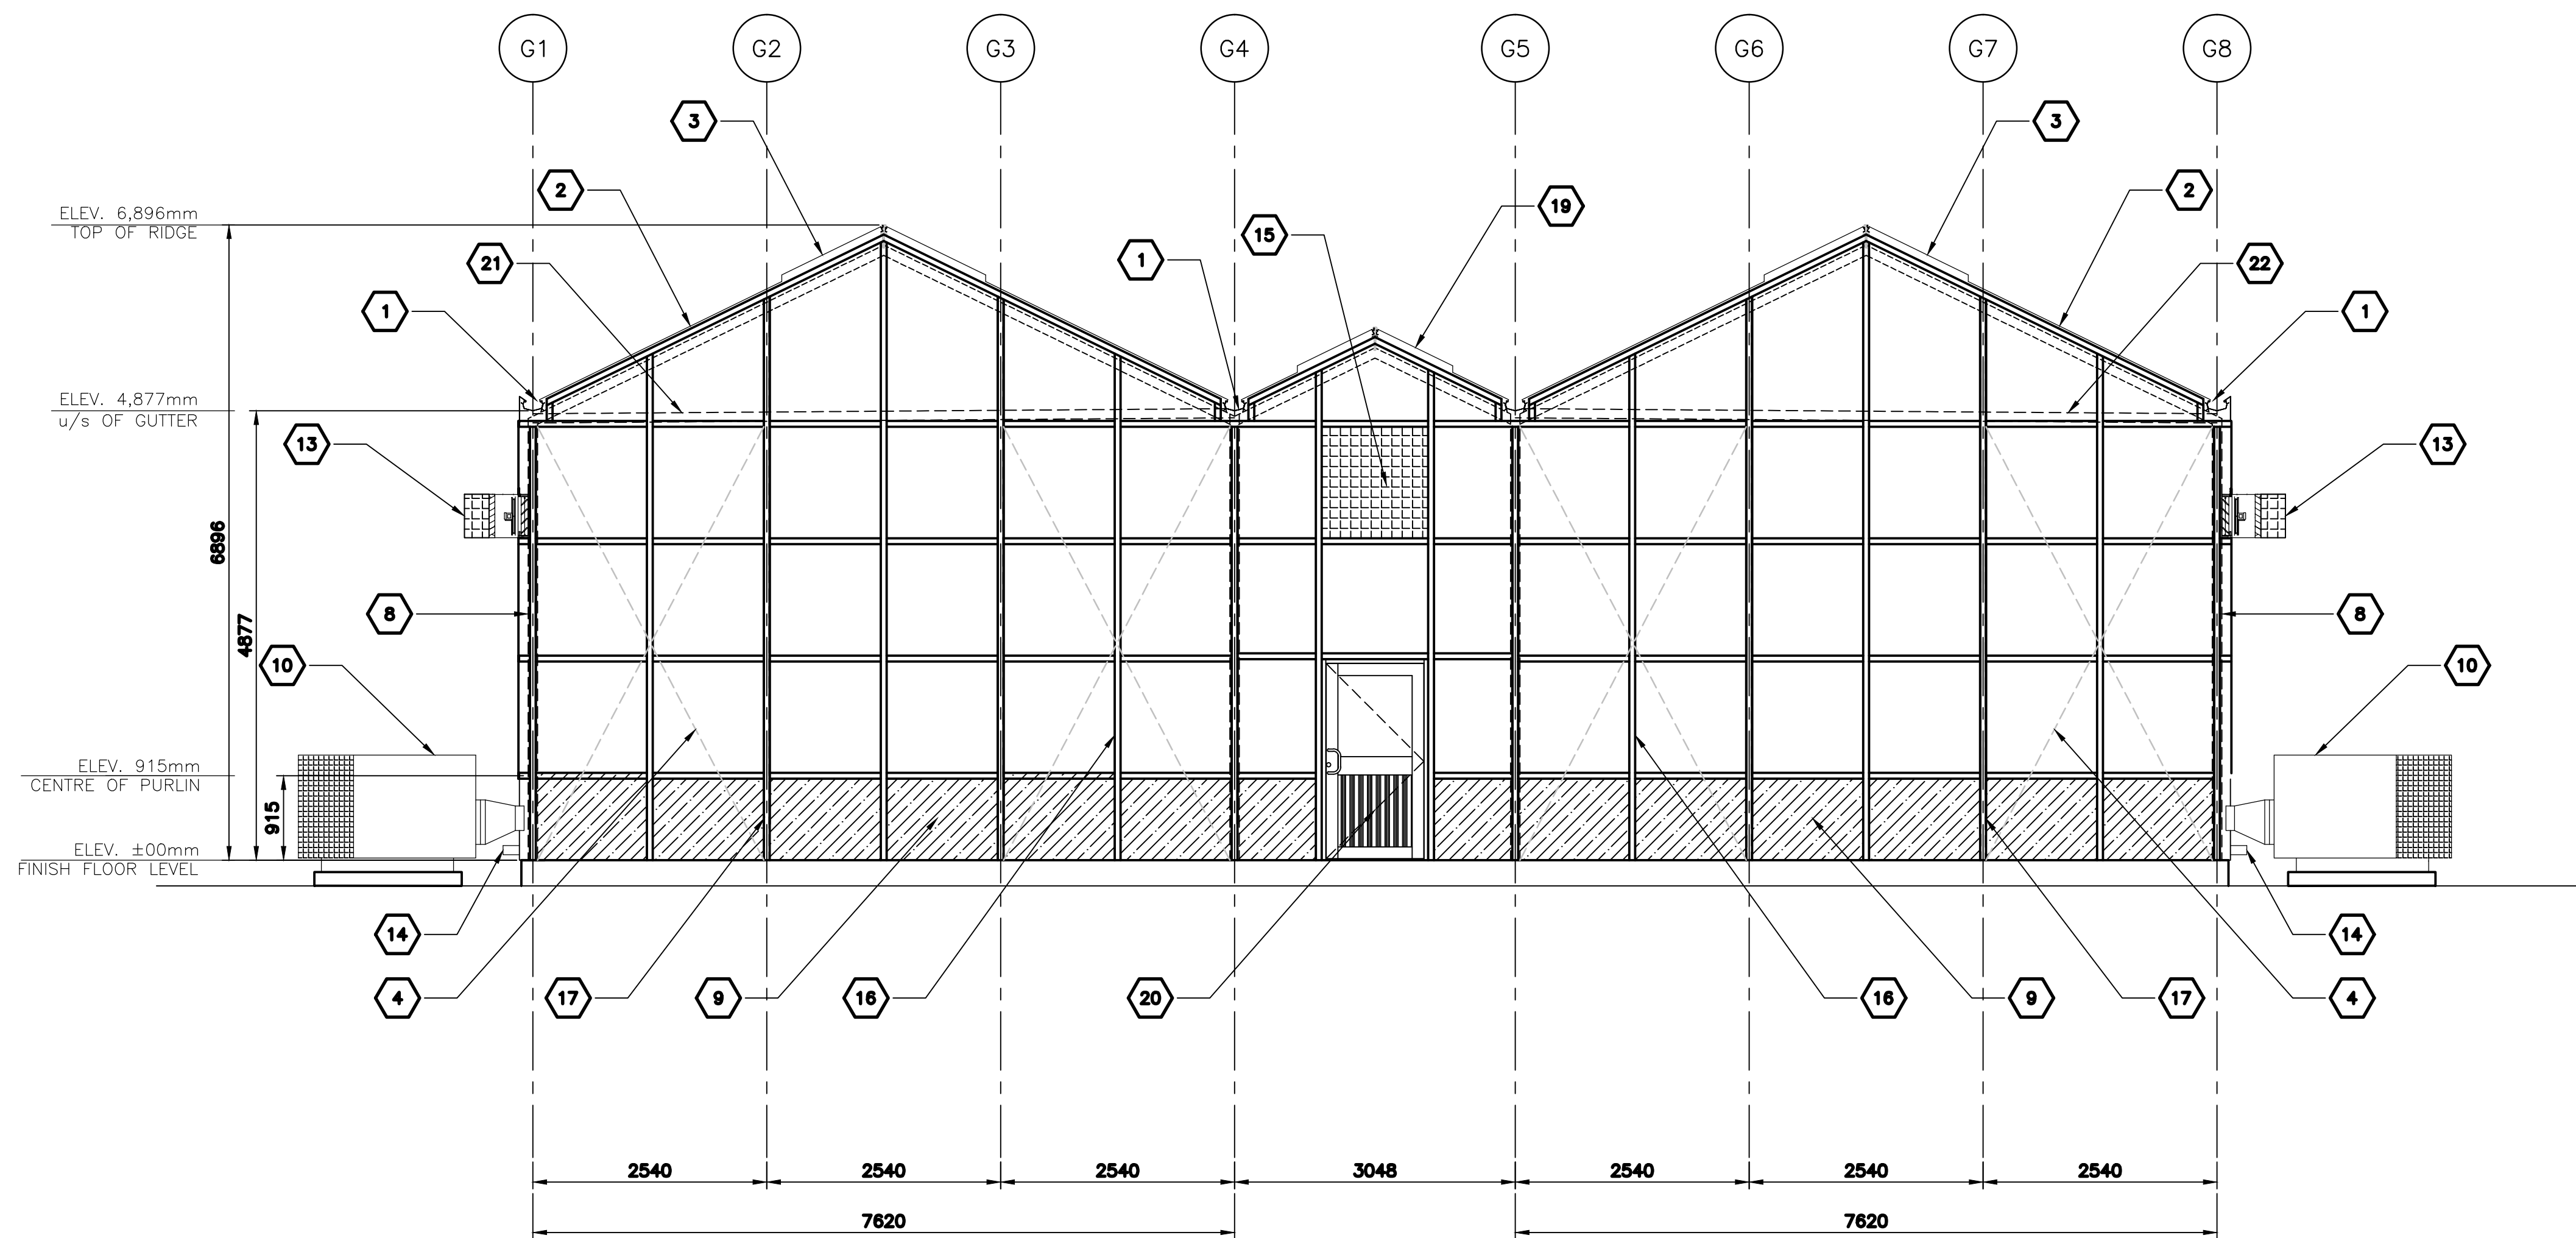 G1 G2 G3 G4 G5 G6 G7 G8
3 3
2 2
19
ELEV. 6,896mm
TOP OF RIDGE
15
1
21 22
1 1
ELEV. 4,877mm
u/s OF GUTTER
13 13
6896
4877
8 8
10 10
ELEV. 915mm
CENTRE OF PURLIN
915
ELEV. ±00mm
FINISH FLOOR LEVEL
14 14
4 17 9 16 20 16 9 17 4
2540 2540 2540 3048 2540 2540 2540
7620 7620